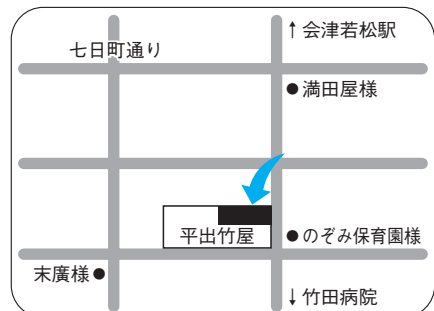 ↑会津若松駅
七日町通り
●満田屋様
平出竹屋
●のぞみ保育園様
末廣様●
↓竹田病院